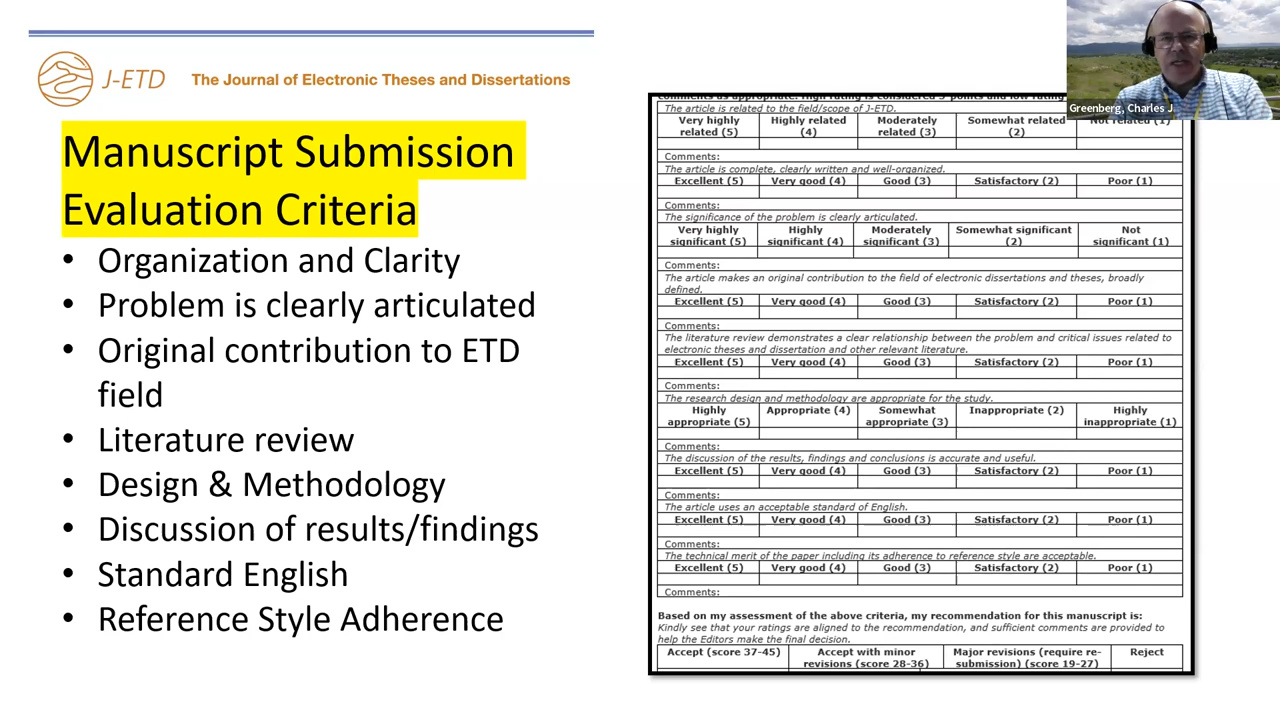 J-ETD
The Journal of Electronic Theses and Dissertations
Manuscript Submission
Evaluation Criteria
• Organization and Clarity
• Problem is clearly articulated
• Original contribution to ETD
field
• Literature review
• Design & Methodology
• Discussion of results/findings
• Standard English
• Reference Style Adherence
Greenberg, Charles J.
The article is related to the field/scope of J-ETD.
Very highly related (5) Highly related (4) Moderately related (3) Somewhat related (2) Not related (1)
Comments:
The article is complete, clearly written and well-organized.
Excellent (5) Very good (4) Good (3) Satisfactory (2) Poor (1)
Comments:
The significance of the problem is clearly articulated.
Very highly significant (5) Highly significant (4) Moderately significant (3) Somewhat significant (2) Not significant (1)
Comments:
The article makes an original contribution to the field of electronic dissertations and theses, broadly
defined.
Excellent (5) Very good (4) Good (3) Satisfactory (2) Poor (1)
Comments:
The literature review demonstrates a clear relationship between the problem and critical issues related to
electronic theses and dissertation and other relevant literature.
Excellent (5) Very good (4) Good (3) Satisfactory (2) Poor (1)
Comments:
The research design and methodology are appropriate for the study.
Highly appropriate (5) Appropriate (4) Somewhat appropriate (3) Inappropriate (2) Highly inappropriate (1)
Comments:
The discussion of the results, findings and conclusions is accurate and useful.
Excellent (5) Very good (4) Good (3) Satisfactory (2) Poor (1)
Comments:
The article uses an acceptable standard of English.
Excellent (5) Very good (4) Good (3) Satisfactory (2) Poor (1)
Comments:
The technical merit of the paper including its adherence to reference style are acceptable.
Excellent (5) Very good (4) Good (3) Satisfactory (2) Poor (1)
Comments:
Based on my assessment of the above criteria, my recommendation for this manuscript is:
Kindly see that your ratings are aligned to the recommendation, and sufficient comments are provided to
help the Editors make the final decision.
Accept (score 37-45) Accept with minor revisions (score 28-36) Major revisions (require re-submission) (score 19-27) Reject